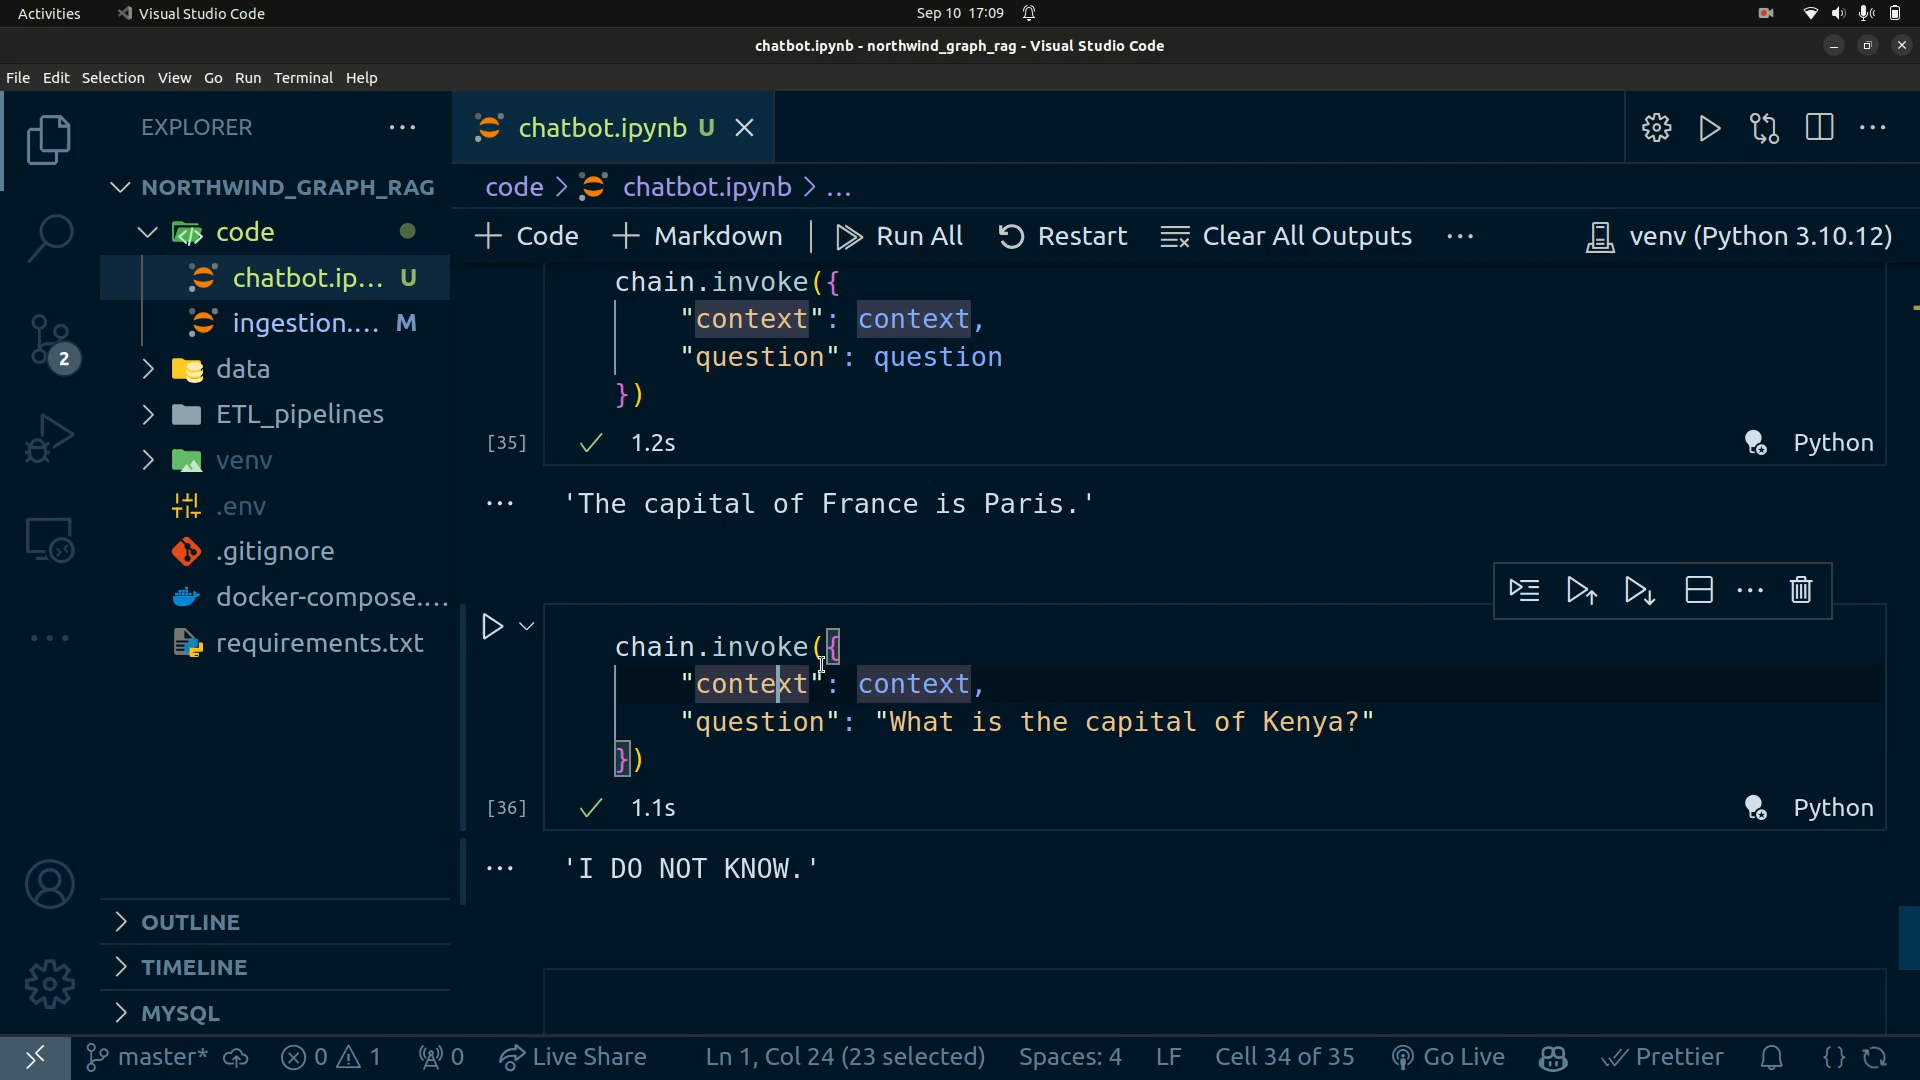 Activities
Visual Studio Code
Sep 10 17:09
chatbot.ipynb - northwind_graph_rag - Visual Studio Code
File Edit Selection View Go Run Terminal Help
EXPLORER
NORTHWIND_GRAPH_RAG
code
chatbot.ip... U
ingestion.... M
data
ETL_pipelines
venv
.env
.gitignore
docker-compose....
requirements.txt
2
OUTLINE
TIMELINE
MYSQL
chatbot.ipynb U
code > chatbot.ipynb > ...
+ Code + Markdown Run All Restart Clear All Outputs ... venv (Python 3.10.12)
chain.invoke({
"context": context,
"question": question
})
[35] 1.2s Python
'The capital of France is Paris.'
chain.invoke({
"context": context,
"question": "What is the capital of Kenya?"
})
[36] 1.1s Python
'I DO NOT KNOW.'
master* 0 1 0 Live Share Ln 1, Col 24 (23 selected) Spaces: 4 LF Cell 34 of 35 Go Live Prettier {}